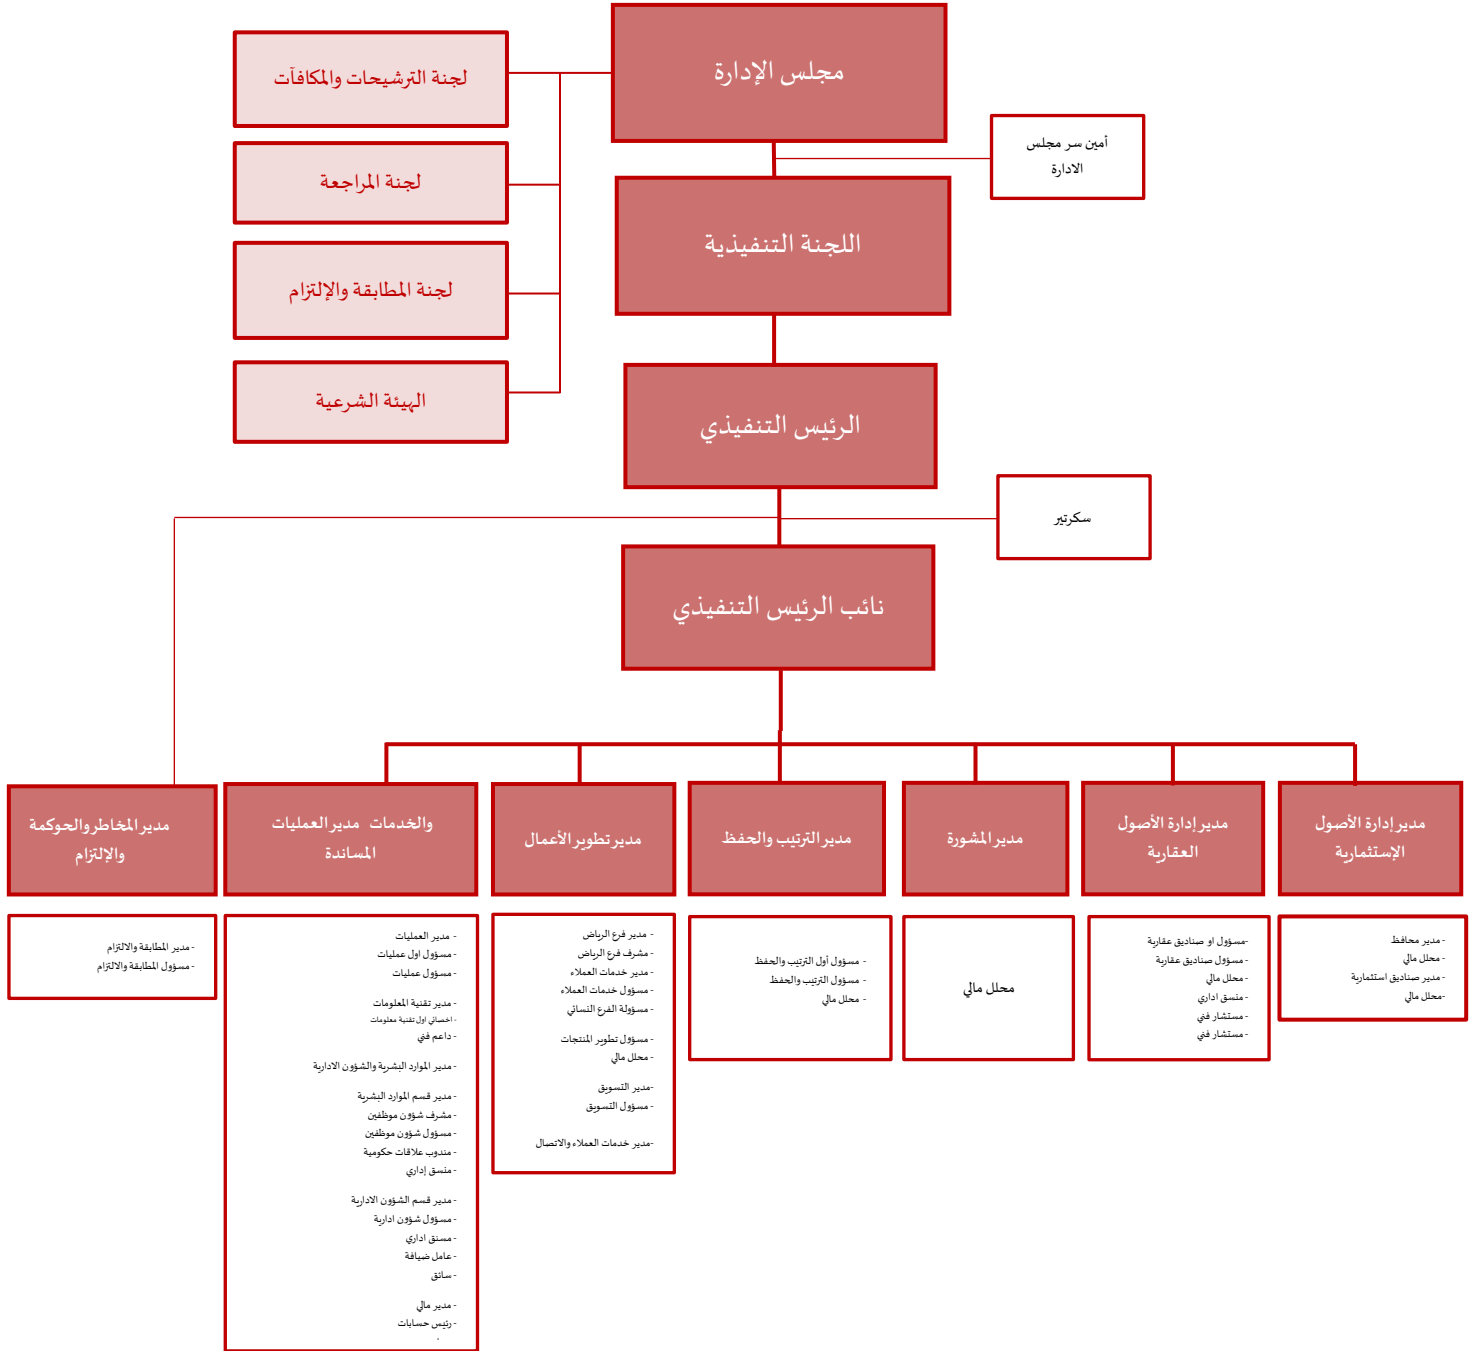 مجلس الإدارة
لجنة الترشيحات والمكافآت
أمين سر مجلس
الادارة
لجنة المراجعة
اللجنة التنفيذية
لجنة المطابقة والإلتزام
الهيئة الشرعية
الرئيس التنفيذي
سكرتير
نائب الرئيس التنفيذي
مدير إدارة الأصول
الإستثمارية
مدير إدارة الأصول
العقارية
مدير المشورة
مدير الترتيب والحفظ
مدير تطوير الأعمال
والخدمات مدير العمليات
المساندة
مدير المخاطر والحوكمة
والإلتزام
- مدير محافظ
- محلل مالي
- مدير صناديق استثمارية
-محلل مالي
-مسؤول او صناديق عقارية
- مسؤول صناديق عقارية
- محلل مالي
- منسق اداري
- مستشار فني
- مستشار فني
محلل مالي
- مسؤول أول الترتيب والحفظ
- مسؤول الترتيب والحفظ
- محلل مالي
- مدير فرع الرياض
- مشرف فرع الرياض
- مدير خدمات العملاء
- مسؤول خدمات العملاء
- مسؤولة الفرع النسائي
- مسؤول تطوير المنتجات
- محلل مالي
-مدير التسويق
- مسؤول التسويق
-مدير خدمات العملاء والاتصال
- مدير العمليات
- مسؤول اول عمليات
- مسؤول عمليات
- مدير تقنية المعلومات
- اخصائي اول تقنية معلومات
- داعم فني
- مدير الموارد البشرية والشؤون الادارية
- مدير قسم الموارد البشرية
- مشرف شؤون موظفين
- مسؤول شؤون موظفين
- مندوب علاقات حكومية
- منسق إداري
- مدير قسم الشؤون الادارية
- مسؤول شؤون ادارية
- مسنق اداري
- عامل ضيافة
- سائق
- مدير مالي
- رئيس حسابات
- مدير المطابقة والالتزام
- مسؤول المطابقة والالتزام